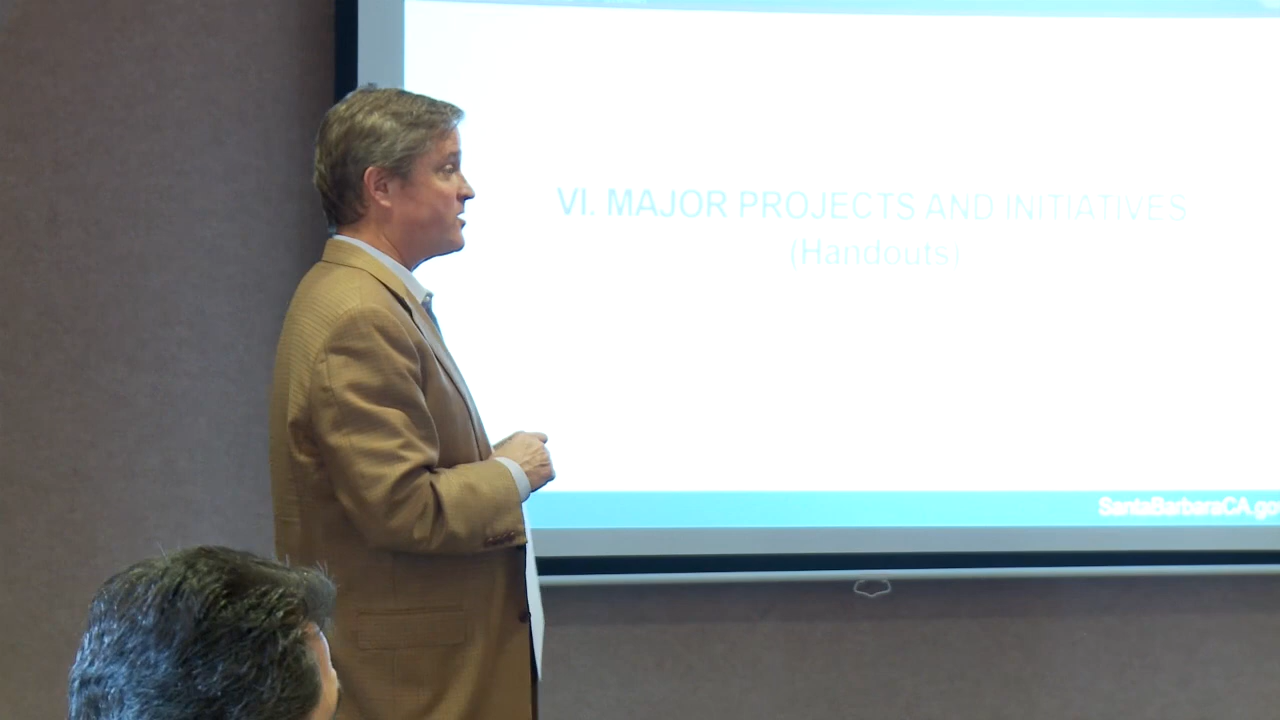 VI. MAJOR PROJECTS AND INITIATIVES
(Handouts)
SantaBarbaraCA.go